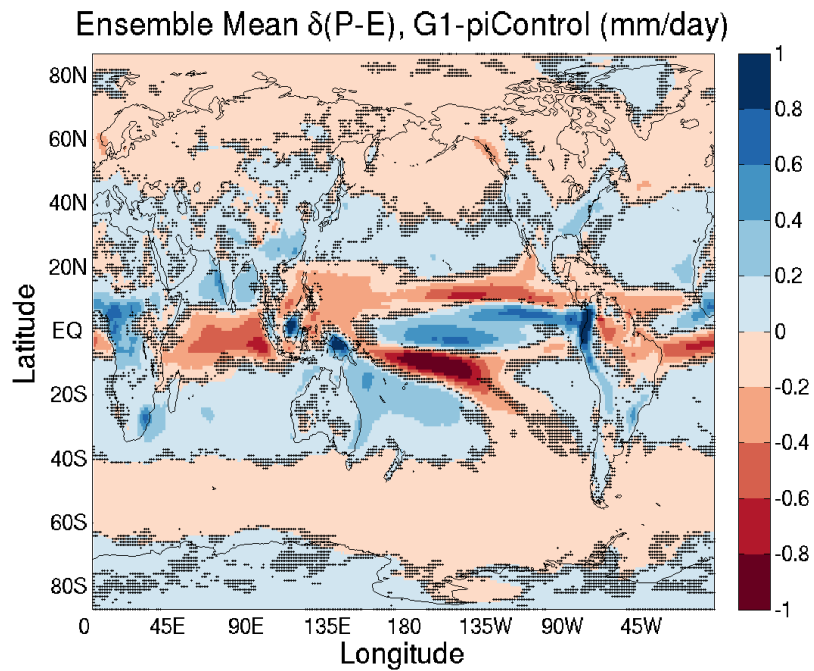 Ensemble Mean δ(P-E), G1-piControl (mm/day)
80N
60N
40N
20N
EQ
20S
40S
60S
80S
Latitude
0 45E 90E 135E 180 135W 90W 45W
Longitude
1
0.8
0.6
0.4
0.2
0
-0.2
-0.4
-0.6
-0.8
-1